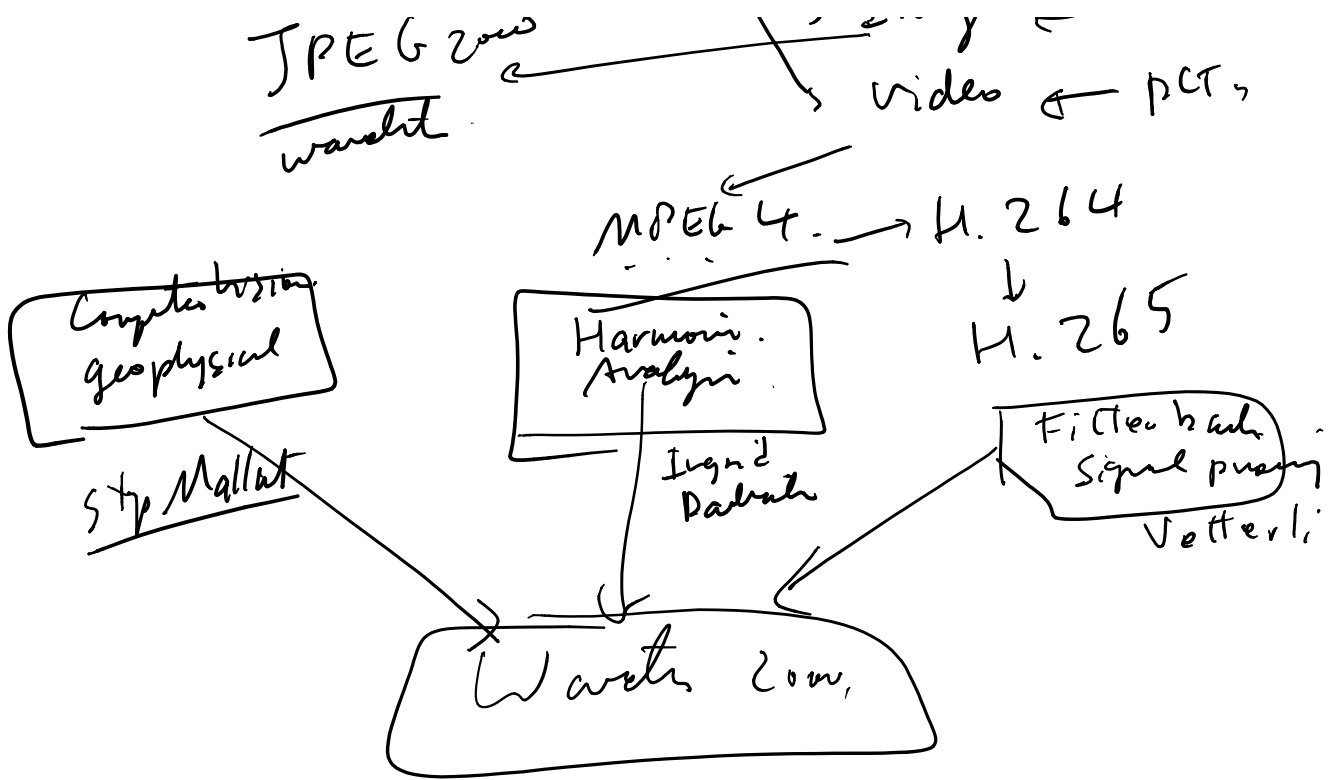 JPEG 2000
wavelet
video ← DCT,
MPEG 4. → H.264
↓
H.265
Computer Vision.
geophysical
Harmonic.
Analysis
Filter bank
Signal processing
Mallat
Ingrid
Daubechies
Vetterli
Wavelets 2000,